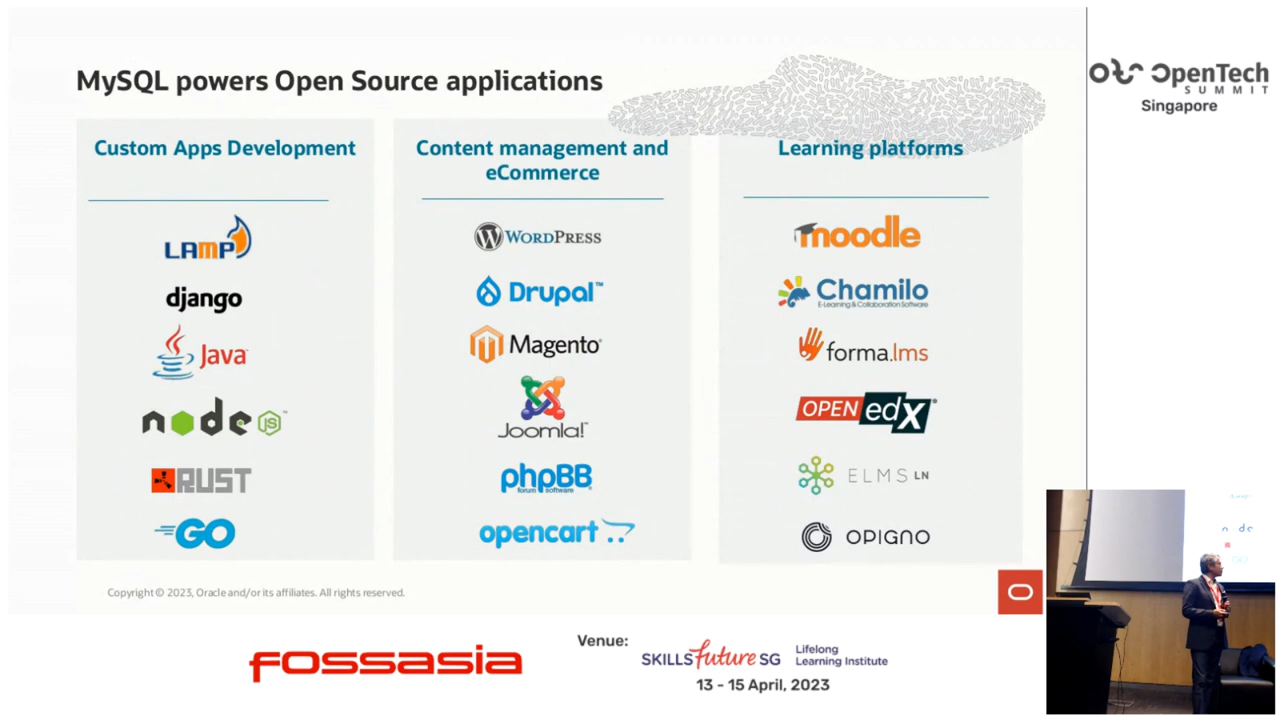 MySQL powers Open Source applications
Custom Apps Development
LAMP
django
Java
node JS
RUST
GO
Content management and
eCommerce
WORDPRESS
Drupal™
Magento®
Joomla!™
phpBB®
forum software
opencart
Learning platforms
moodle
Chamilo
E-Learning & Collaboration Software
forma.lms
OPEN edX®
ELMS LN
OPIGNO
Copyright © 2023, Oracle and/or its affiliates. All rights reserved.
OpenTech
SUMMIT
Singapore
fossasia
Venue:
SKILLS future SG
Lifelong
Learning Institute
13 - 15 April, 2023